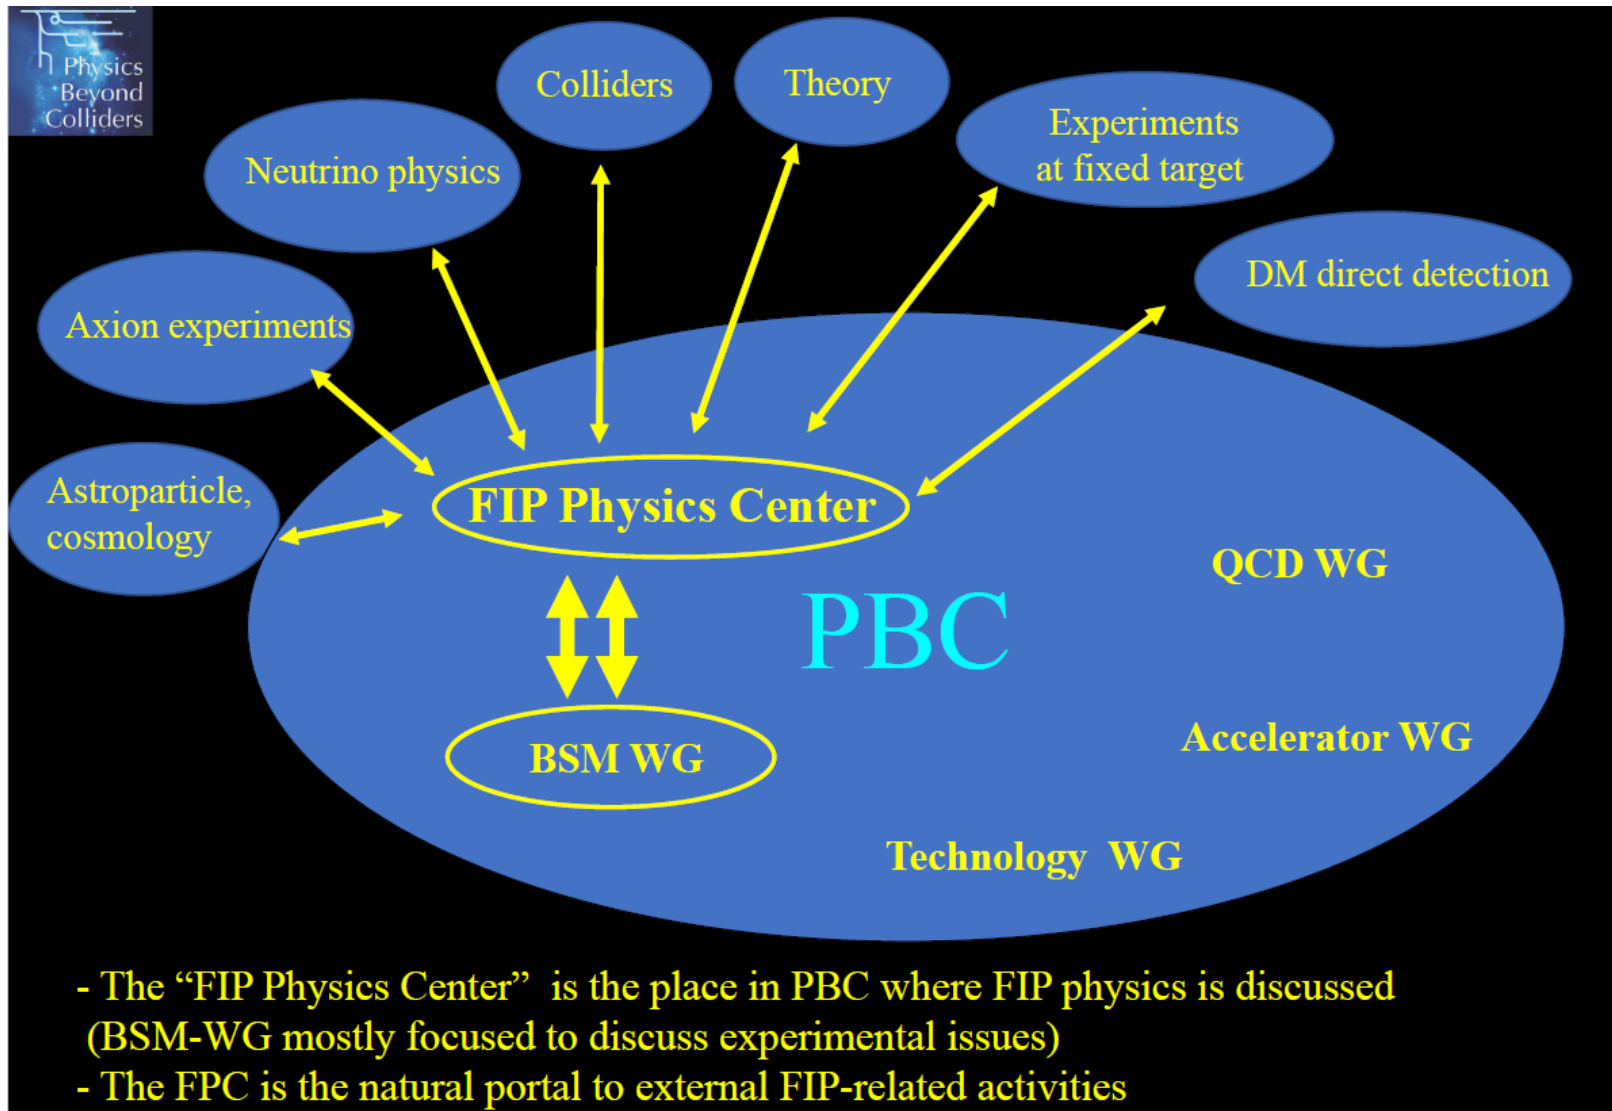 Physics
Beyond
Colliders
Colliders
Theory
Experiments
at fixed target
Neutrino physics
DM direct detection
Axion experiments
Astroparticle,
cosmology
FIP Physics Center
QCD WG
PBC
Accelerator WG
BSM WG
Technology WG
- The “FIP Physics Center” is the place in PBC where FIP physics is discussed
(BSM-WG mostly focused to discuss experimental issues)
- The FPC is the natural portal to external FIP-related activities